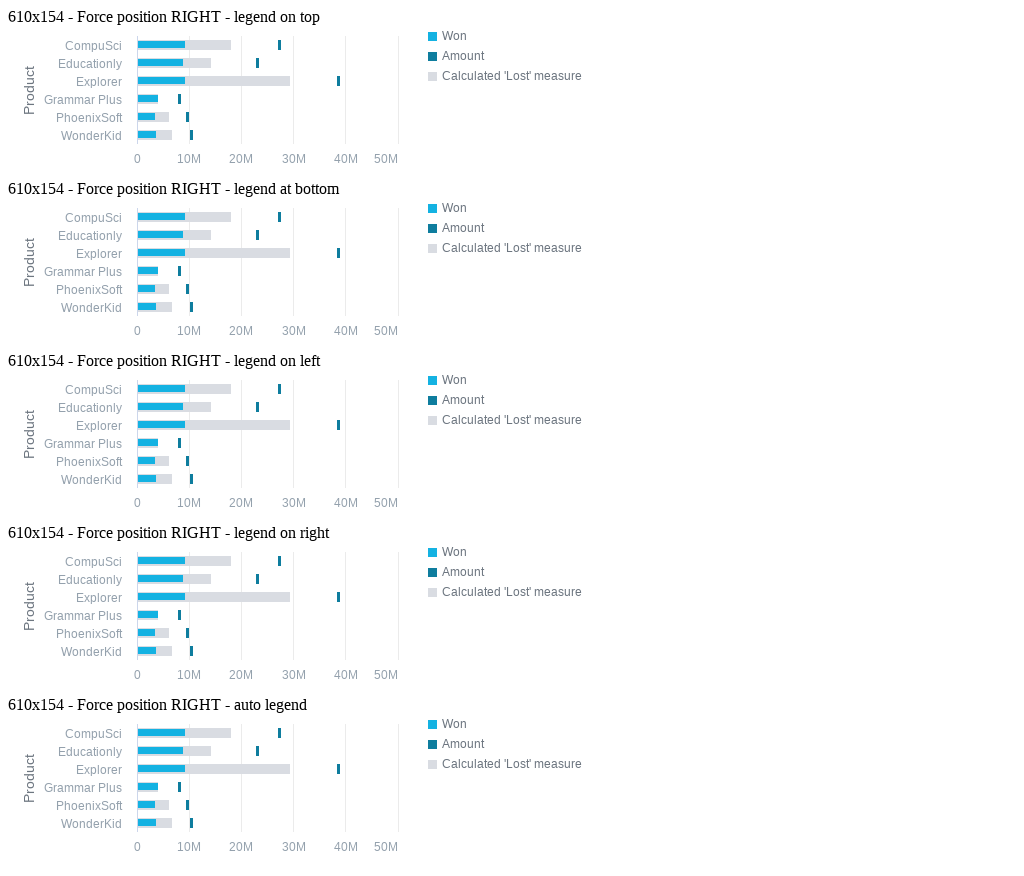 610x154 - Force position RIGHT - legend on top
Product
CompuSci
Educationly
Explorer
Grammar Plus
PhoenixSoft
WonderKid
0 10M 20M 30M 40M 50M
Won
Amount
Calculated 'Lost' measure
610x154 - Force position RIGHT - legend at bottom
Product
CompuSci
Educationly
Explorer
Grammar Plus
PhoenixSoft
WonderKid
0 10M 20M 30M 40M 50M
Won
Amount
Calculated 'Lost' measure
610x154 - Force position RIGHT - legend on left
Product
CompuSci
Educationly
Explorer
Grammar Plus
PhoenixSoft
WonderKid
0 10M 20M 30M 40M 50M
Won
Amount
Calculated 'Lost' measure
610x154 - Force position RIGHT - legend on right
Product
CompuSci
Educationly
Explorer
Grammar Plus
PhoenixSoft
WonderKid
0 10M 20M 30M 40M 50M
Won
Amount
Calculated 'Lost' measure
610x154 - Force position RIGHT - auto legend
Product
CompuSci
Educationly
Explorer
Grammar Plus
PhoenixSoft
WonderKid
0 10M 20M 30M 40M 50M
Won
Amount
Calculated 'Lost' measure